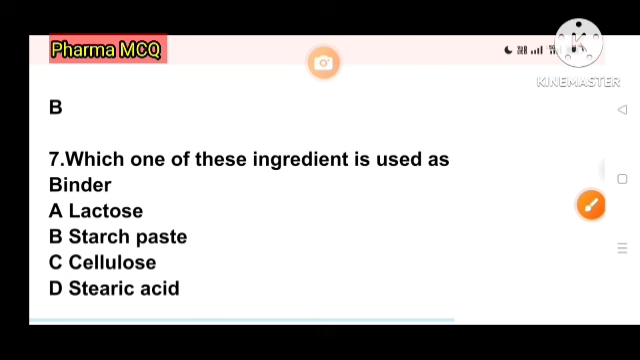 Pharma MCQ
KINEMASTER
B
7.Which one of these ingredient is used as
Binder
A Lactose
B Starch paste
C Cellulose
D Stearic acid